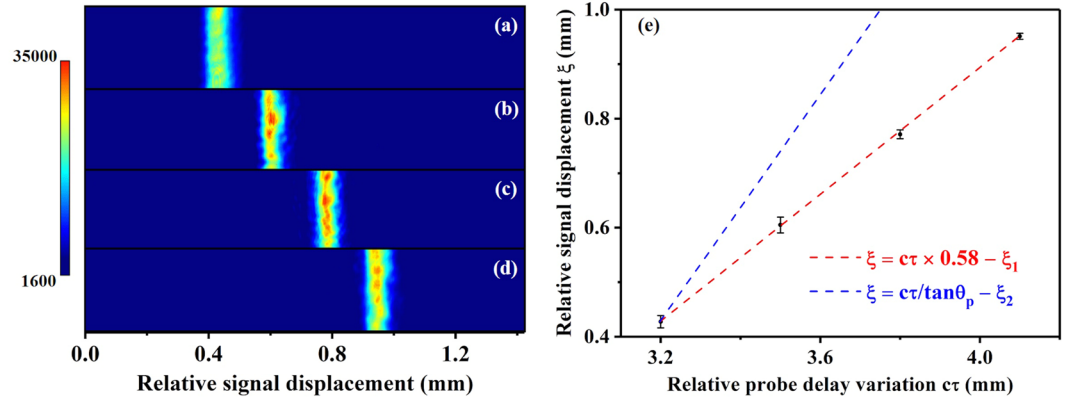 35000
1600
(a)
(b)
(c)
(d)
0.0 0.4 0.8 1.2
Relative signal displacement (mm)
(e)
1.0
0.8
0.6
0.4
Relative signal displacement ξ (mm)
ξ = cτ × 0.58 – ξ₁
ξ = cτ/tanθₚ – ξ₂
3.2 3.6 4.0
Relative probe delay variation cτ (mm)